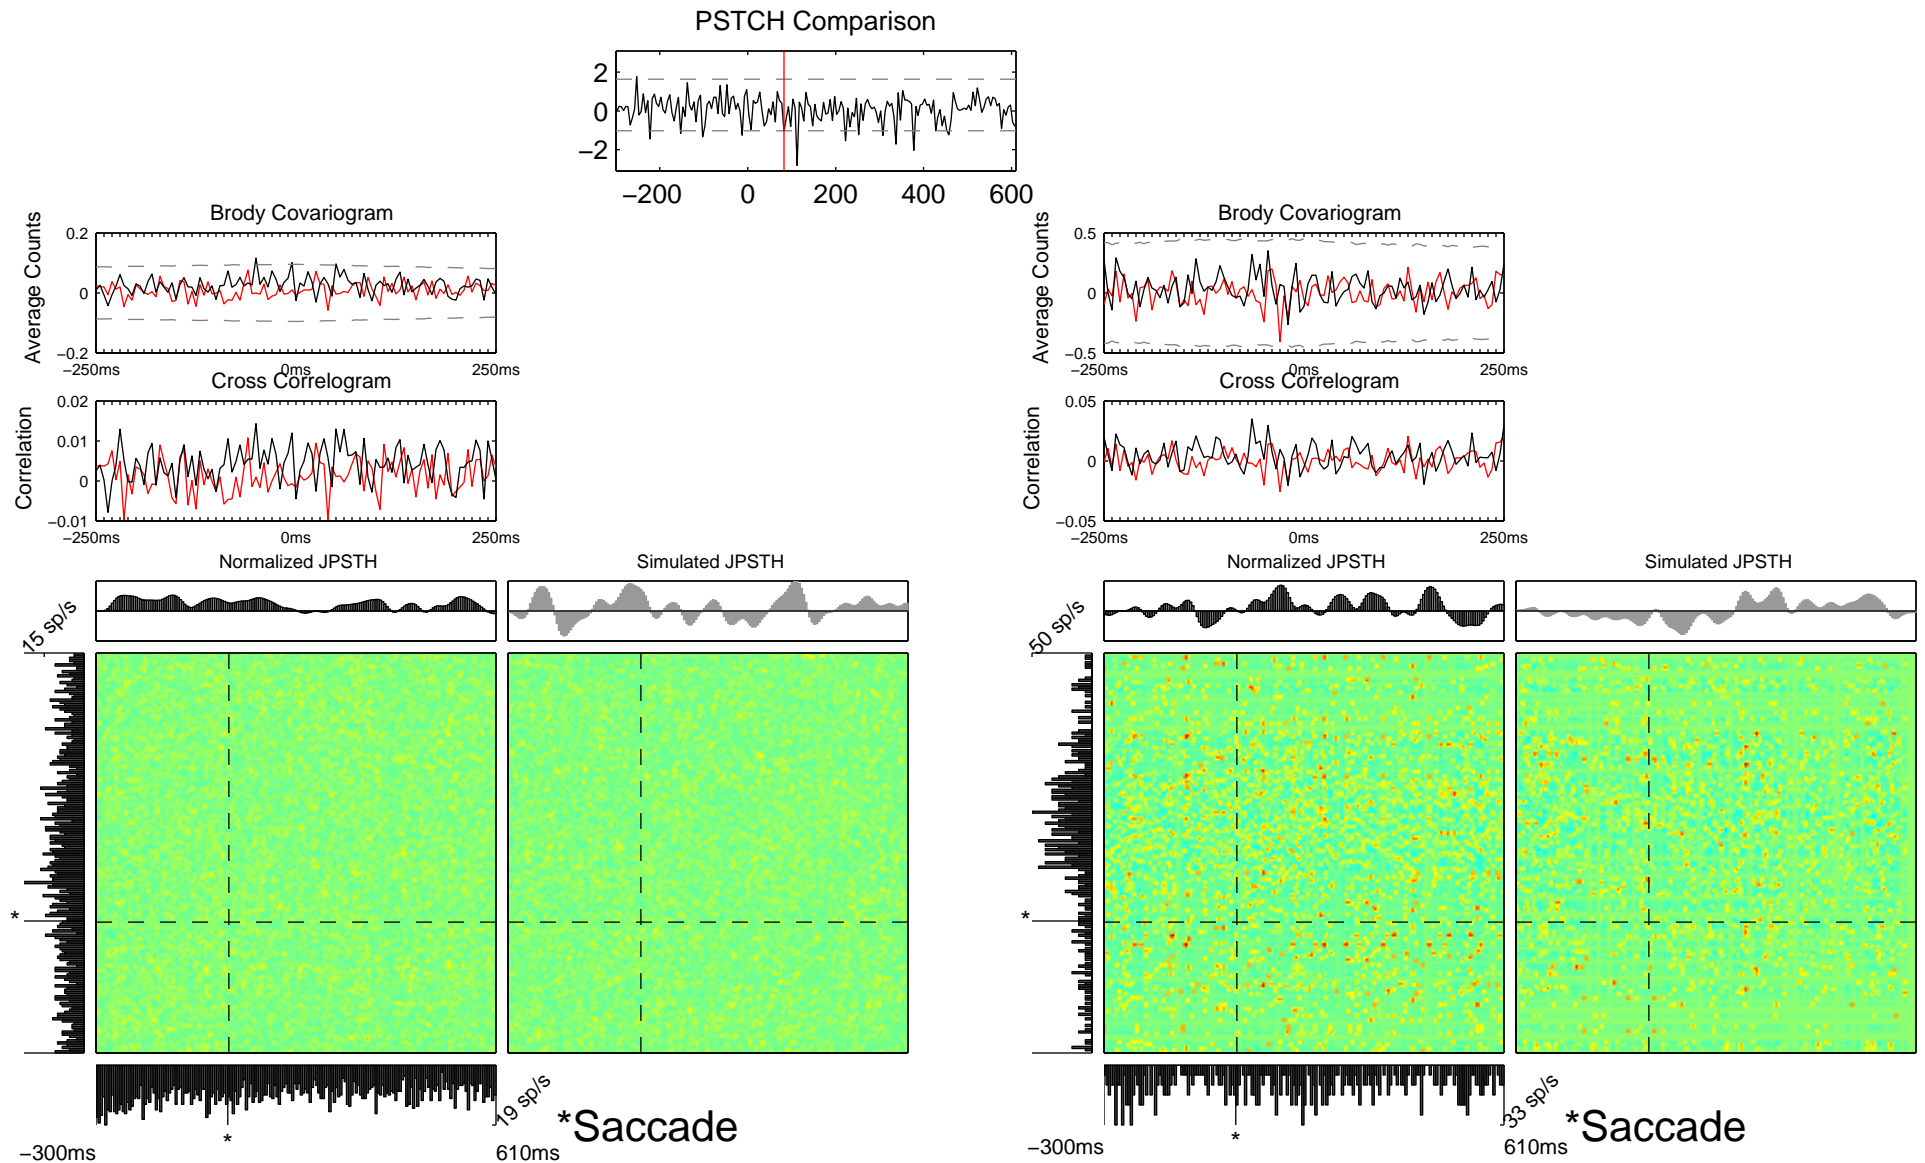 PSTCH Comparison
2
0
−2
−200 0 200 400 600
Brody Covariogram
Average Counts
0.2
0
−0.2
−250ms 0ms 250ms
Cross Correlogram
Correlation
0.02
0.01
0
−0.01
−250ms 0ms 250ms
Normalized JPSTH Simulated JPSTH
15 sp/s
*
19 sp/s
*
−300ms 610ms
*Saccade
Brody Covariogram
Average Counts
0.5
0
−0.5
−250ms 0ms 250ms
Cross Correlogram
Correlation
0.05
0
−0.05
−250ms 0ms 250ms
Normalized JPSTH Simulated JPSTH
50 sp/s
*
33 sp/s
*
−300ms 610ms
*Saccade